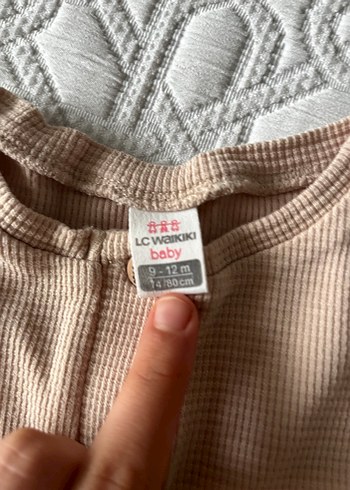 LC WAIKIKI
baby
9 - 12 m
74/80 cm